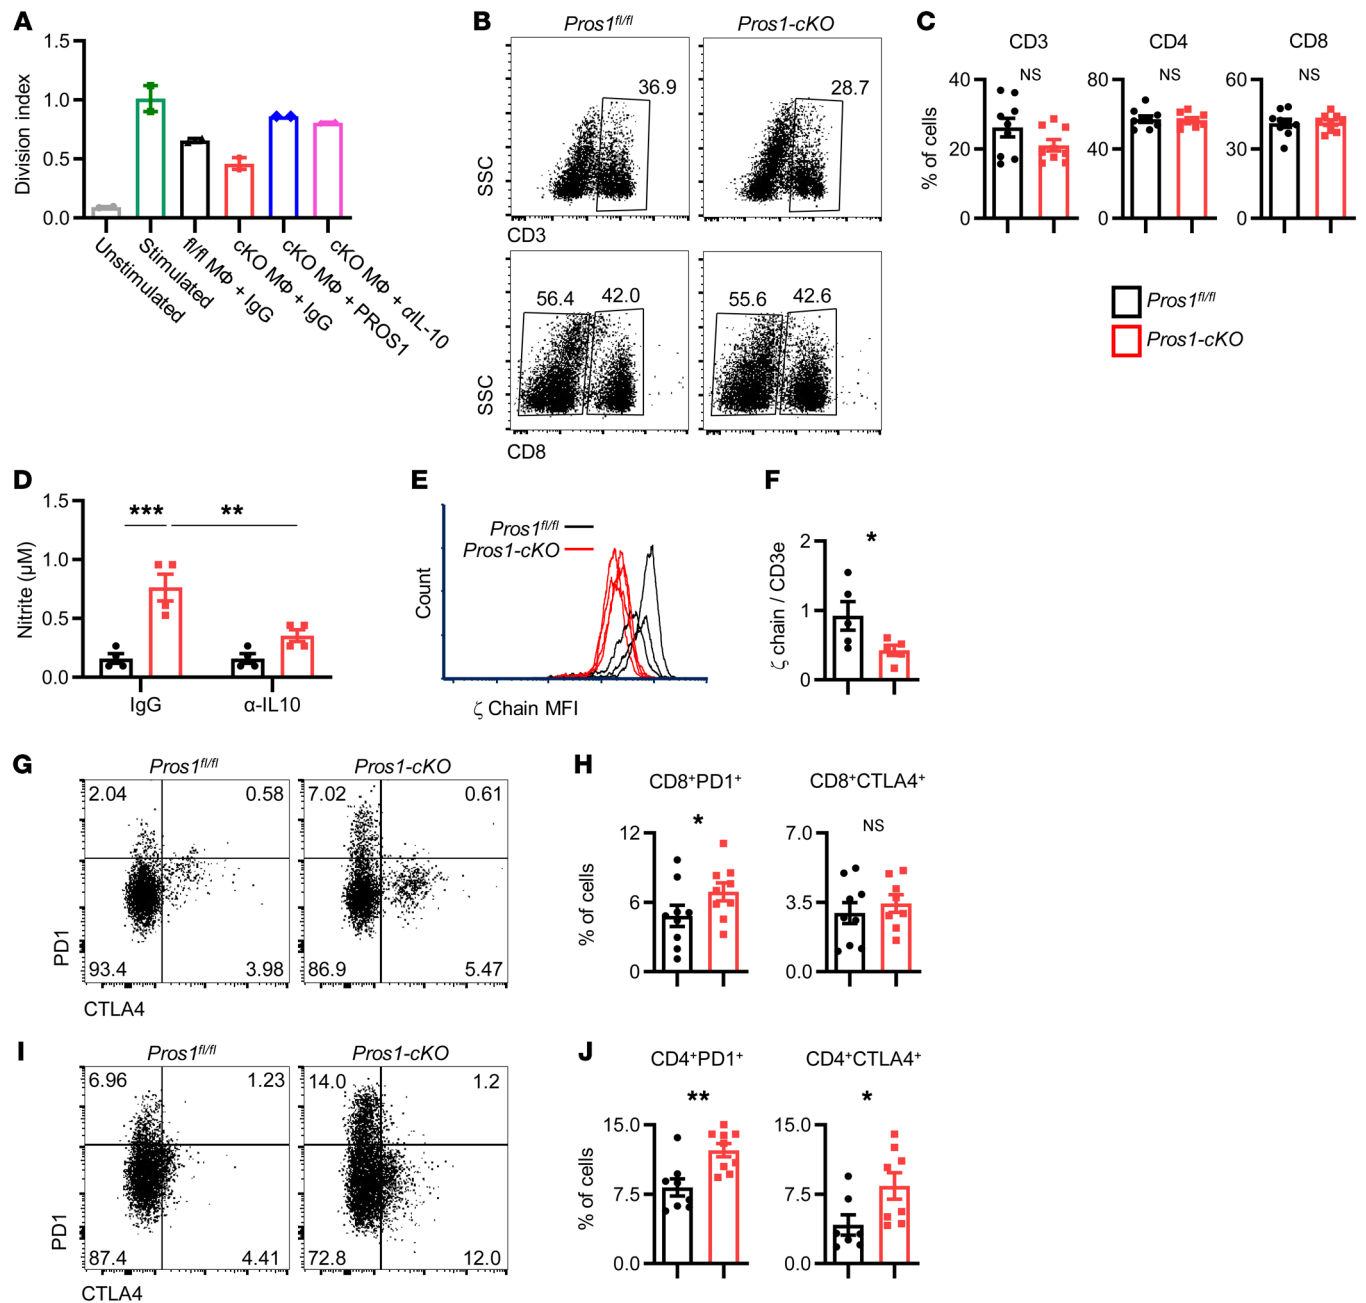 A
1.5
1.0
0.5
0.0
Division index
Unstimulated
Stimulated
fl/fl MΦ + IgG
cKO MΦ + IgG
cKO MΦ + PROS1
cKO MΦ + αIL-10
B
Pros1fl/fl
Pros1-cKO
36.9
28.7
SSC
CD3
56.4
42.0
55.6
42.6
SSC
CD8
C
CD3
CD4
CD8
NS
NS
NS
% of cells
40
20
0
80
40
0
60
30
0
Pros1fl/fl
Pros1-cKO
D
1.5
1.0
0.5
0.0
Nitrite (μM)
***
**
IgG
α-IL10
E
Pros1fl/fl
Pros1-cKO
Count
ζ Chain MFI
F
2
1
0
ζ chain / CD3e
*
G
Pros1fl/fl
Pros1-cKO
2.04
0.58
7.02
0.61
93.4
3.98
86.9
5.47
PD1
CTLA4
H
CD8+PD1+
CD8+CTLA4+
*
NS
% of cells
12
6
0
7.0
3.5
0.0
I
Pros1fl/fl
Pros1-cKO
6.96
1.23
14.0
1.2
87.4
4.41
72.8
12.0
PD1
CTLA4
J
CD4+PD1+
CD4+CTLA4+
**
*
% of cells
15.0
7.5
0.0
15.0
7.5
0.0